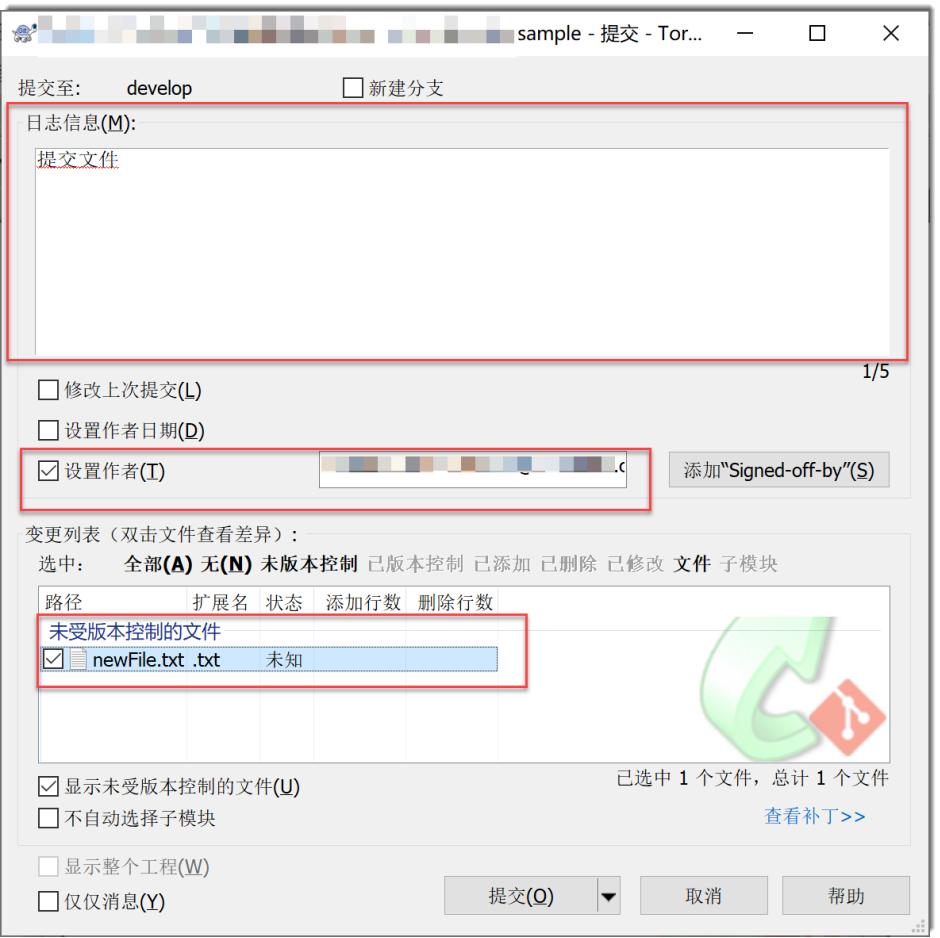 sample - 提交 - Tor...
提交至: develop 新建分支
日志信息(M):
提交文件
1/5
修改上次提交(L)
设置作者日期(D)
设置作者(T) 添加“Signed-off-by”(S)
变更列表（双击文件查看差异）:
选中: 全部(A) 无(N) 未版本控制 已版本控制 已添加 已删除 已修改 文件 子模块
路径 扩展名 状态 添加行数 删除行数
未受版本控制的文件
newFile.txt .txt 未知
显示未受版本控制的文件(U) 已选中 1 个文件，总计 1 个文件
不自动选择子模块 查看补丁>>
显示整个工程(W)
仅仅消息(Y) 提交(O) 取消 帮助